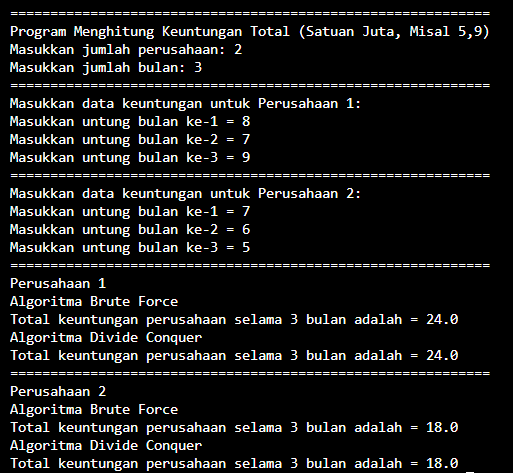 ============================================================
Program Menghitung Keuntungan Total (Satuan Juta, Misal 5,9)
Masukkan jumlah perusahaan: 2
Masukkan jumlah bulan: 3
============================================================
Masukkan data keuntungan untuk Perusahaan 1:
Masukkan untung bulan ke-1 = 8
Masukkan untung bulan ke-2 = 7
Masukkan untung bulan ke-3 = 9
============================================================
Masukkan data keuntungan untuk Perusahaan 2:
Masukkan untung bulan ke-1 = 7
Masukkan untung bulan ke-2 = 6
Masukkan untung bulan ke-3 = 5
============================================================
Perusahaan 1
Algoritma Brute Force
Total keuntungan perusahaan selama 3 bulan adalah = 24.0
Algoritma Divide Conquer
Total keuntungan perusahaan selama 3 bulan adalah = 24.0
============================================================
Perusahaan 2
Algoritma Brute Force
Total keuntungan perusahaan selama 3 bulan adalah = 18.0
Algoritma Divide Conquer
Total keuntungan perusahaan selama 3 bulan adalah = 18.0